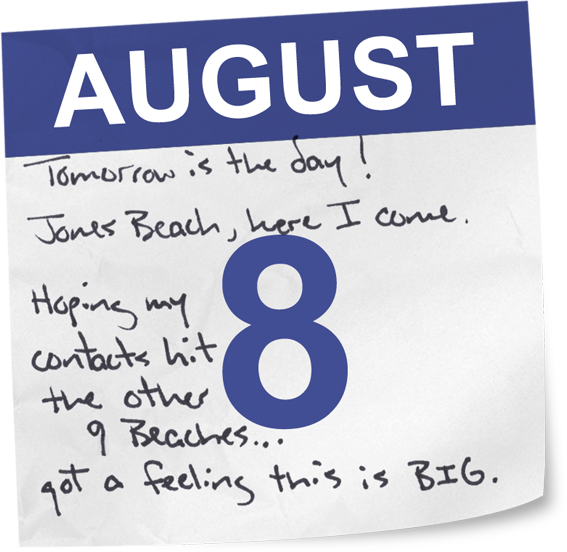 AUGUST
Tomorrow is the day!
Jones Beach, here I come.
8
Hoping my
contacts hit
the other
9 Beaches...
got a feeling this is BIG.